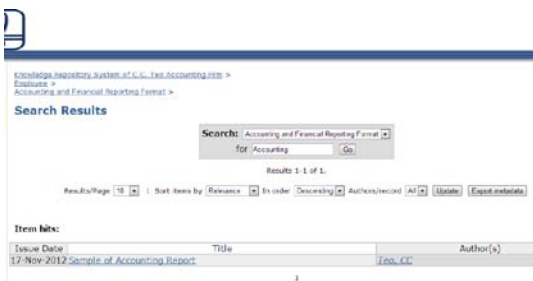 Knowledge Repository System of C.C. Teo Accounting Firm >
Employee >
Accounting and Financial Reporting Format >
Search Results
Search: Accounting and Financial Reporting Format
for Accounting Go
Results 1-1 of 1.
Results/Page 10 | Sort items by Relevance In order Descending Authors/record All Update Export metadata
Item hits:
Issue Date Title Author(s)
17-Nov-2012 Sample of Accounting Report Teo, CC
1